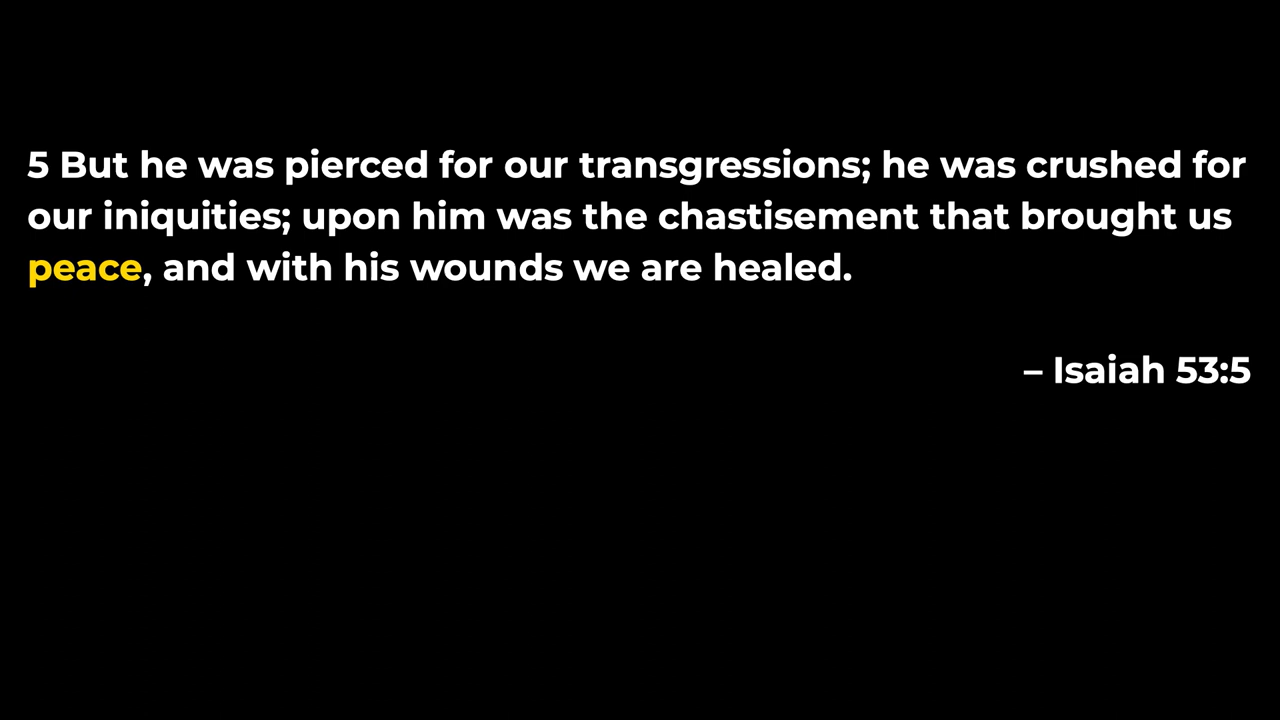 5 But he was pierced for our transgressions; he was crushed for
our iniquities; upon him was the chastisement that brought us
peace, and with his wounds we are healed.
– Isaiah 53:5